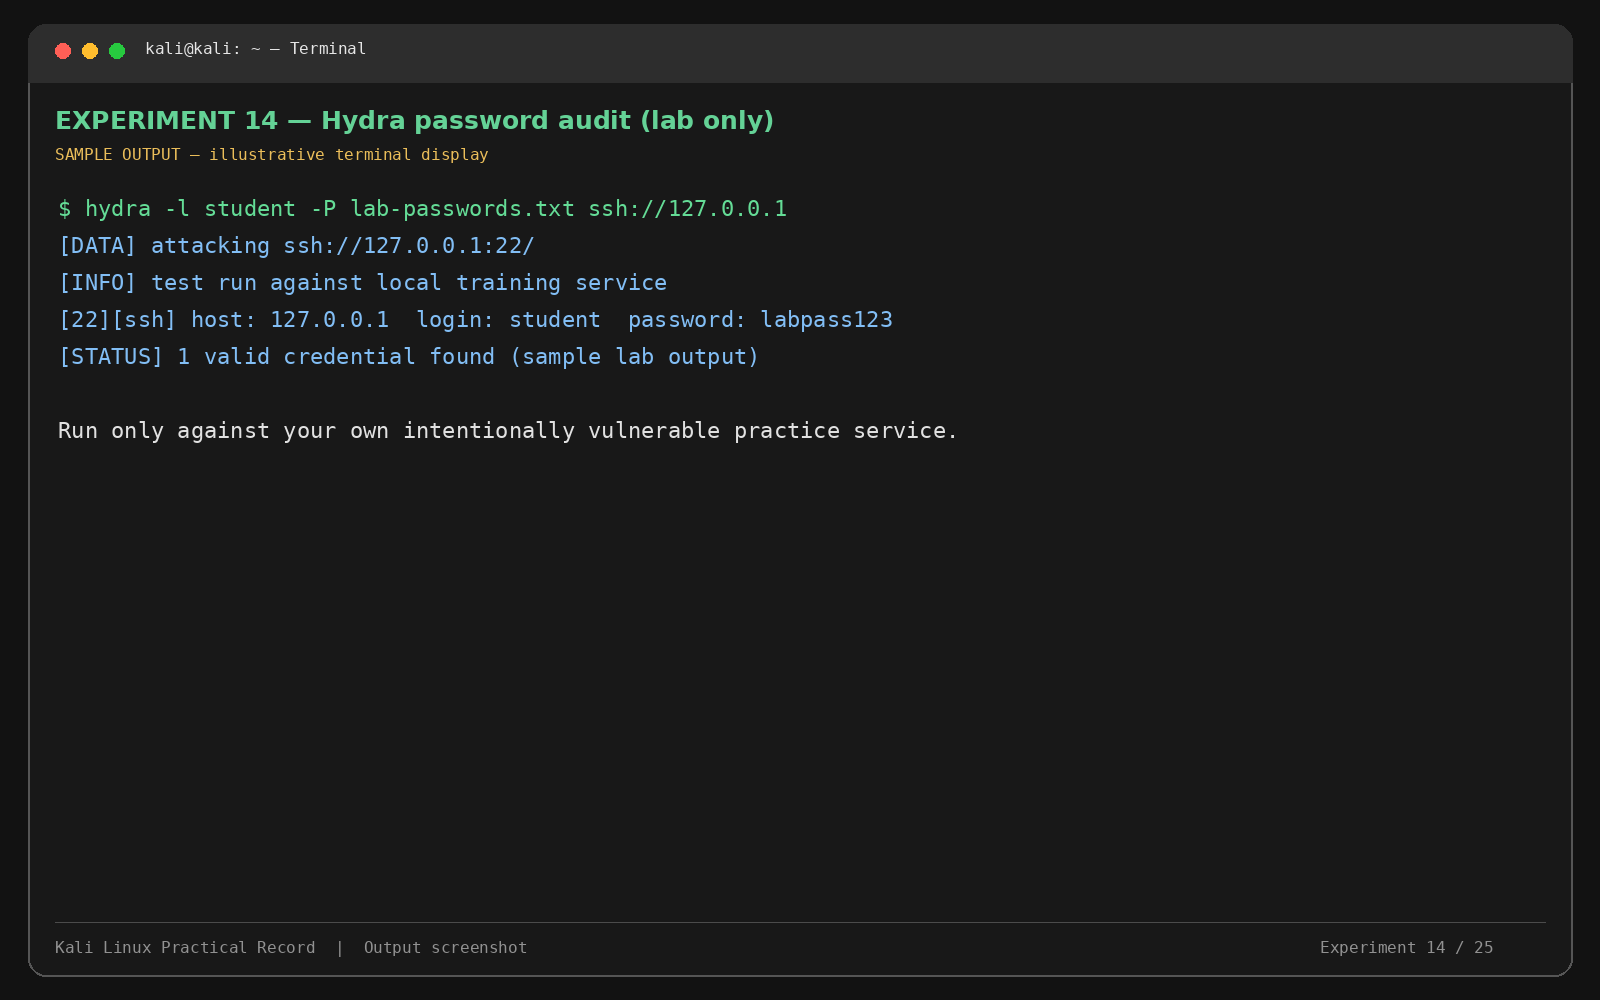 kali@kali: ~ — Terminal
EXPERIMENT 14 — Hydra password audit (lab only)
SAMPLE OUTPUT — illustrative terminal display
$ hydra -l student -P lab-passwords.txt ssh://127.0.0.1
[DATA] attacking ssh://127.0.0.1:22/
[INFO] test run against local training service
[22][ssh] host: 127.0.0.1  login: student  password: labpass123
[STATUS] 1 valid credential found (sample lab output)
Run only against your own intentionally vulnerable practice service.
Kali Linux Practical Record  |  Output screenshot
Experiment 14 / 25